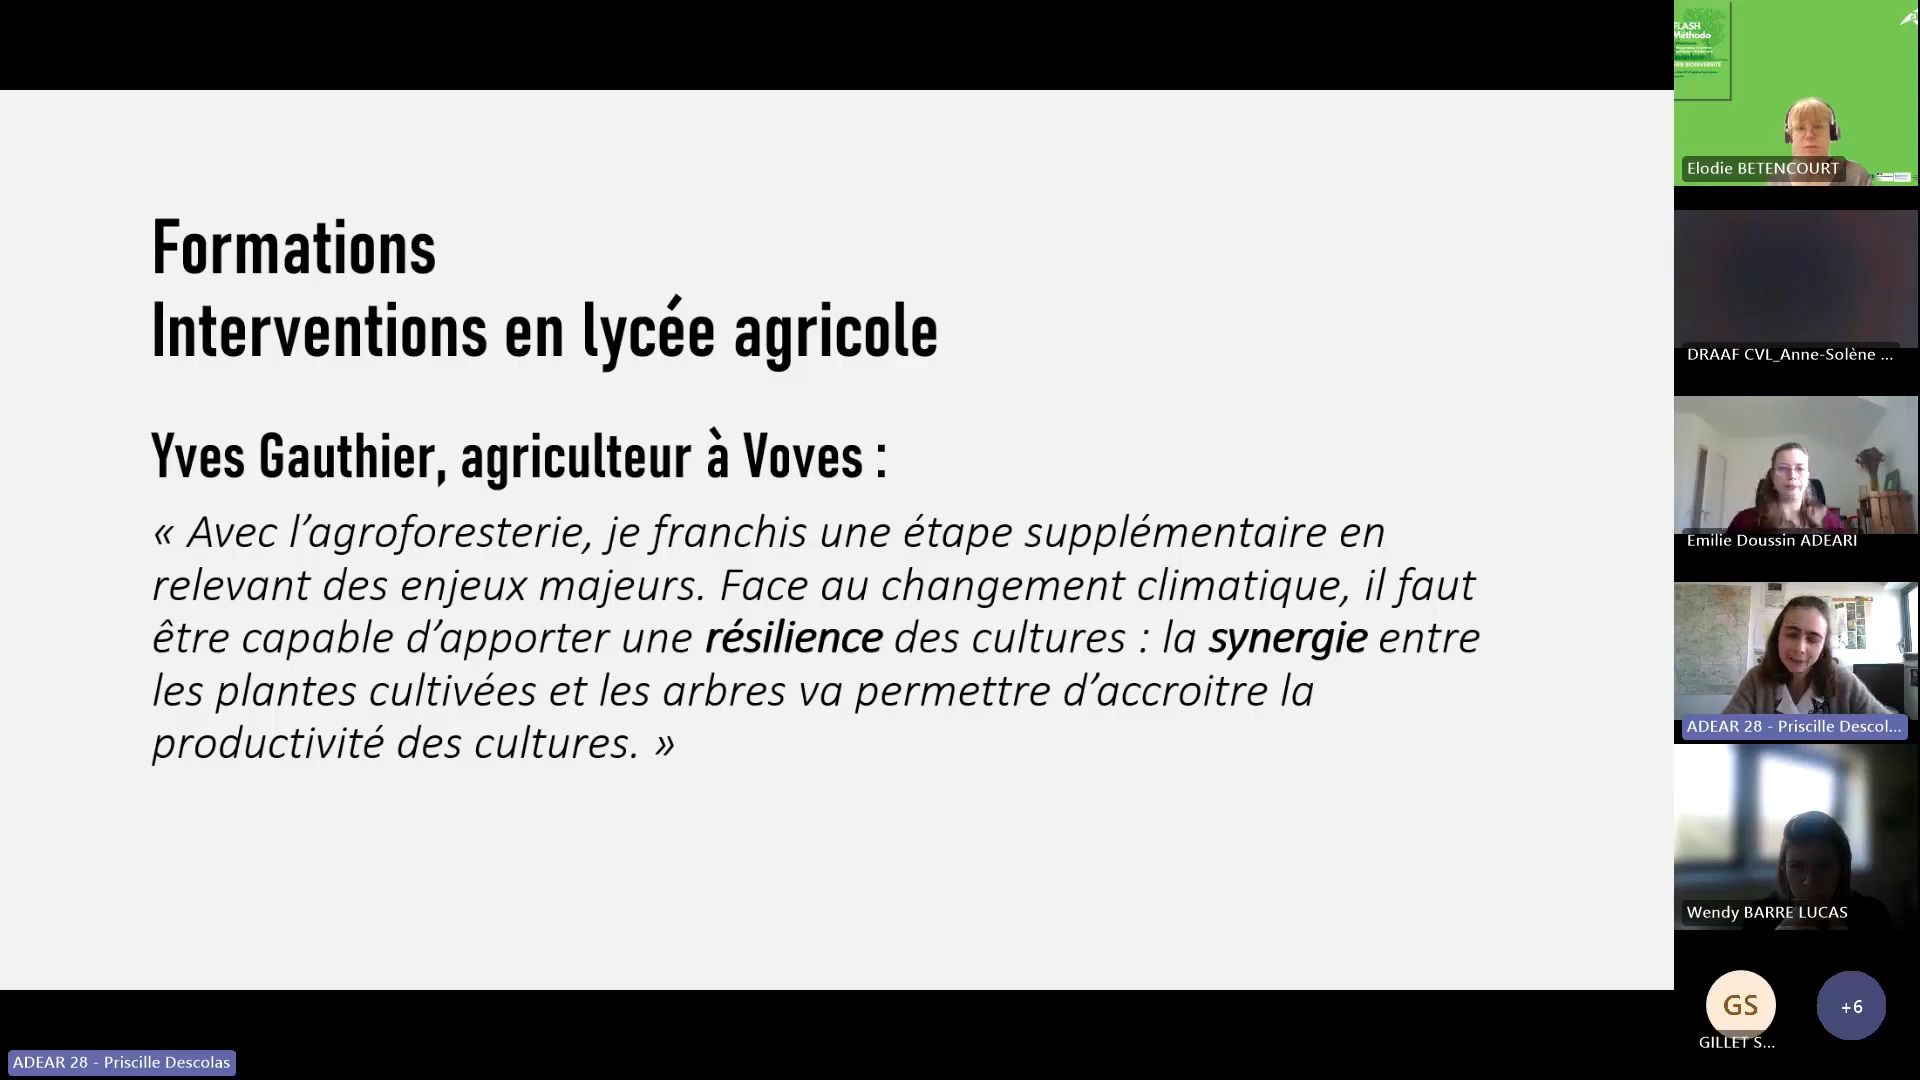 Formations
Interventions en lycée agricole
Yves Gauthier, agriculteur à Voves :
« Avec l’agroforesterie, je franchis une étape supplémentaire en
relevant des enjeux majeurs. Face au changement climatique, il faut
être capable d’apporter une résilience des cultures : la synergie entre
les plantes cultivées et les arbres va permettre d’accroitre la
productivité des cultures. »
ADEAR 28 - Priscille Descolas
FLASH
Méthodo
BIODIVERSITÉ
Elodie BETENCOURT
DRAAF CVL_Anne-Solène ...
Emilie Doussin ADEARI
ADEAR 28 - Priscille Descol...
Wendy BARRE LUCAS
GS
GILLET S...
+6